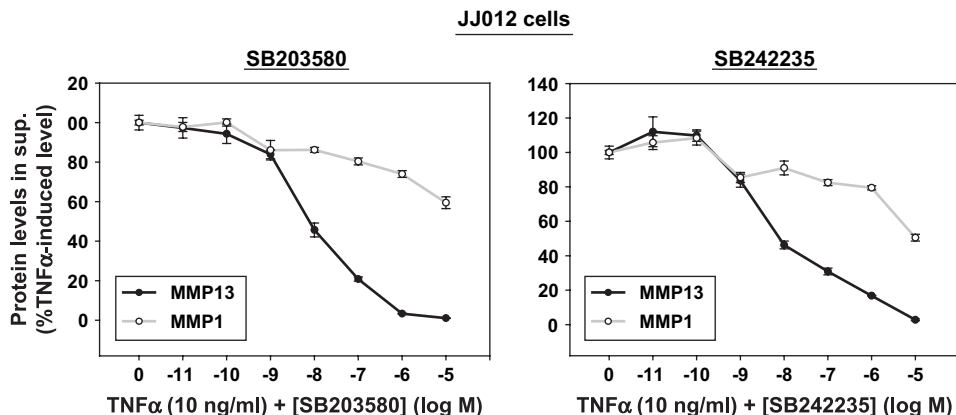 JJ012 cells
SB203580
SB242235
Protein levels in sup.
(%TNFα-induced level)
20
00
80
60
40
20
0
MMP13
MMP1
0 -11 -10 -9 -8 -7 -6 -5
TNFα (10 ng/ml) + [SB203580] (log M)
140
120
100
80
60
40
20
0
MMP13
MMP1
0 -11 -10 -9 -8 -7 -6 -5
TNFα (10 ng/ml) + [SB242235] (log M)